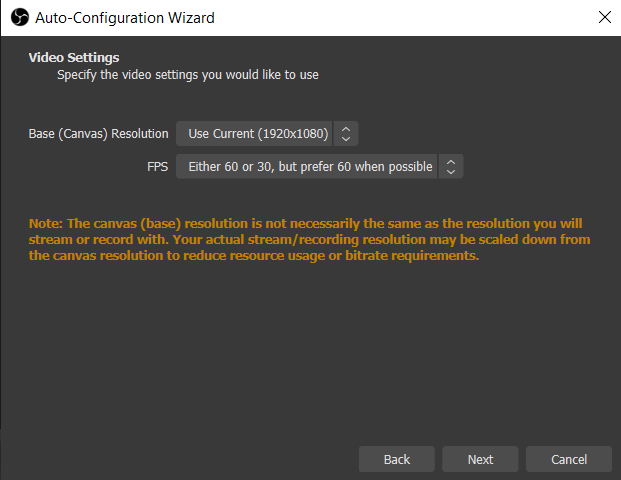 Auto-Configuration Wizard
Video Settings
Specify the video settings you would like to use
Base (Canvas) Resolution Use Current (1920x1080)
FPS Either 60 or 30, but prefer 60 when possible
Note: The canvas (base) resolution is not necessarily the same as the resolution you will
stream or record with. Your actual stream/recording resolution may be scaled down from
the canvas resolution to reduce resource usage or bitrate requirements.
Back Next Cancel